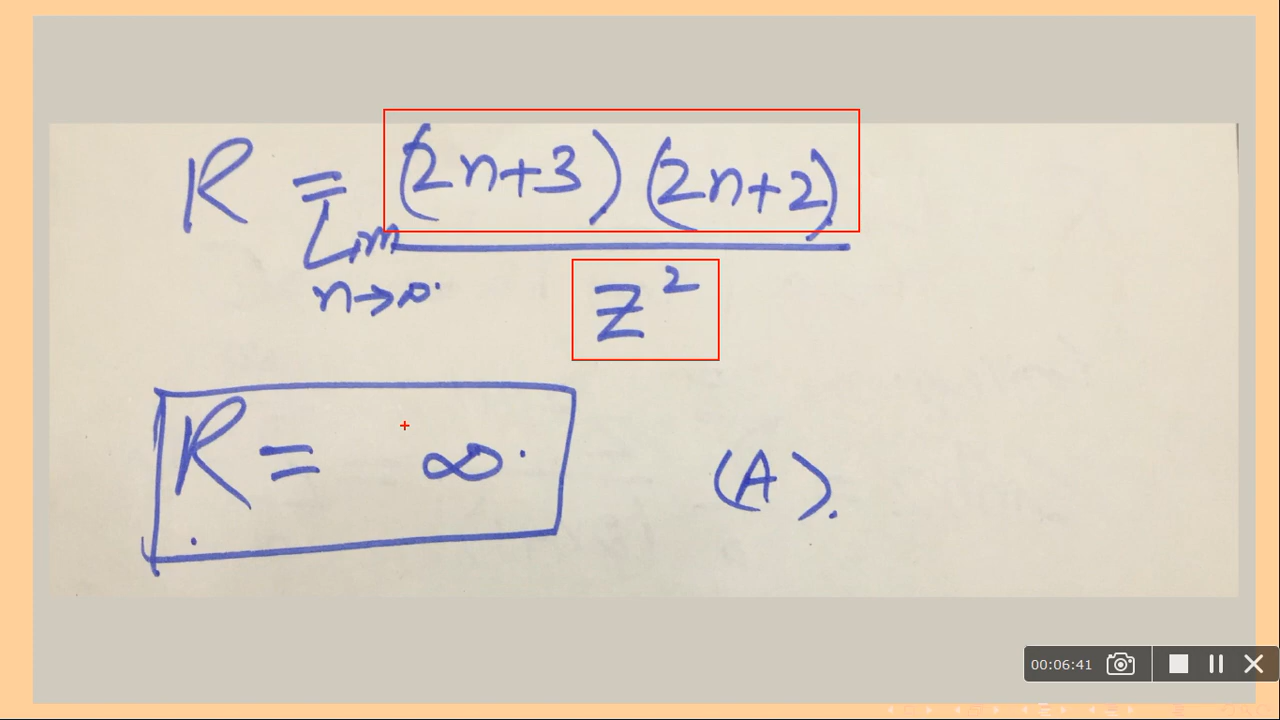 R = Lim n→∞ (2n+3)(2n+2) / z²
R = ∞.
(A).
00:06:41